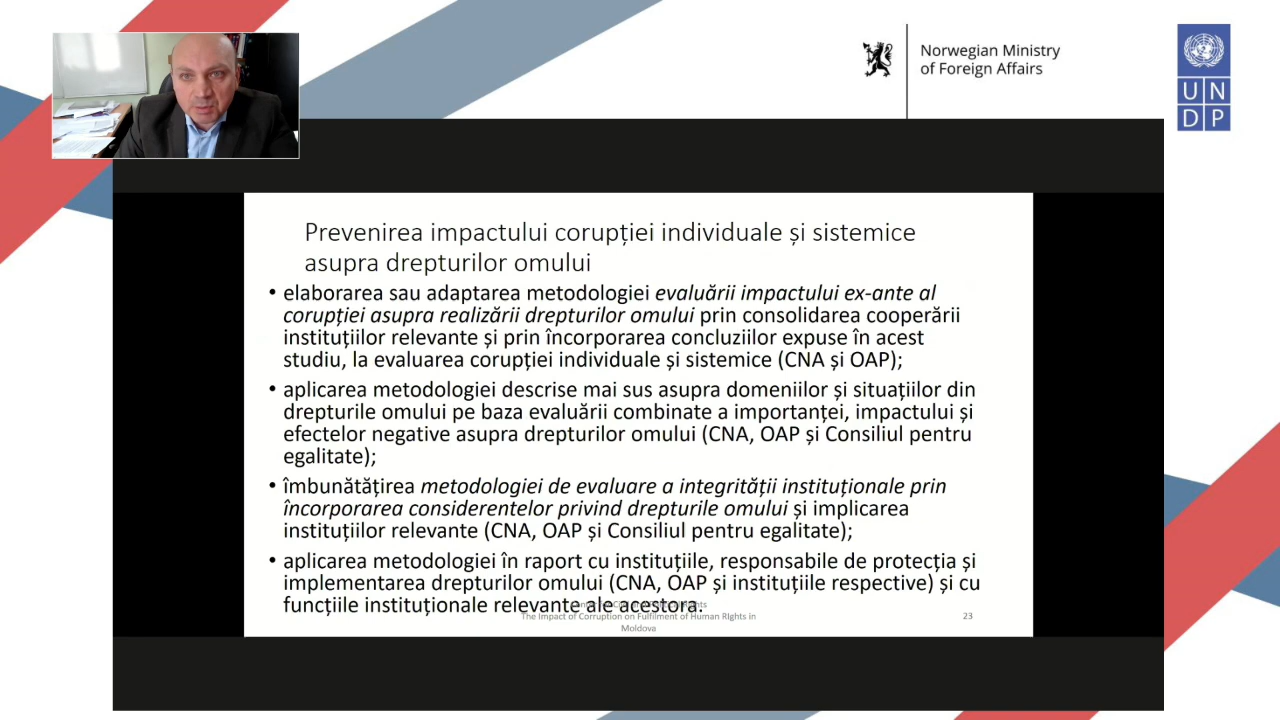 Norwegian Ministry
of Foreign Affairs
UN
DP
Prevenirea impactului corupției individuale și sistemice
asupra drepturilor omului
• elaborarea sau adaptarea metodologiei evaluării impactului ex-ante al
corupției asupra realizării drepturilor omului prin consolidarea cooperării
instituțiilor relevante și prin încorporarea concluziilor expuse în acest
studiu, la evaluarea corupției individuale și sistemice (CNA și OAP);
• aplicarea metodologiei descrise mai sus asupra domeniilor și situațiilor din
drepturile omului pe baza evaluării combinate a importanței, impactului și
efectelor negative asupra drepturilor omului (CNA, OAP și Consiliul pentru
egalitate);
• îmbunătățirea metodologiei de evaluare a integrității instituționale prin
încorporarea considerentelor privind drepturile omului și implicarea
instituțiilor relevante (CNA, OAP și Consiliul pentru egalitate);
• aplicarea metodologiei în raport cu instituțiile, responsabile de protecția și
implementarea drepturilor omului (CNA, OAP și instituțiile respective) și cu
funcțiile instituționale relevante ale acestora.
The Impact of Corruption on Fulfilment of Human Rights in
Moldova
23